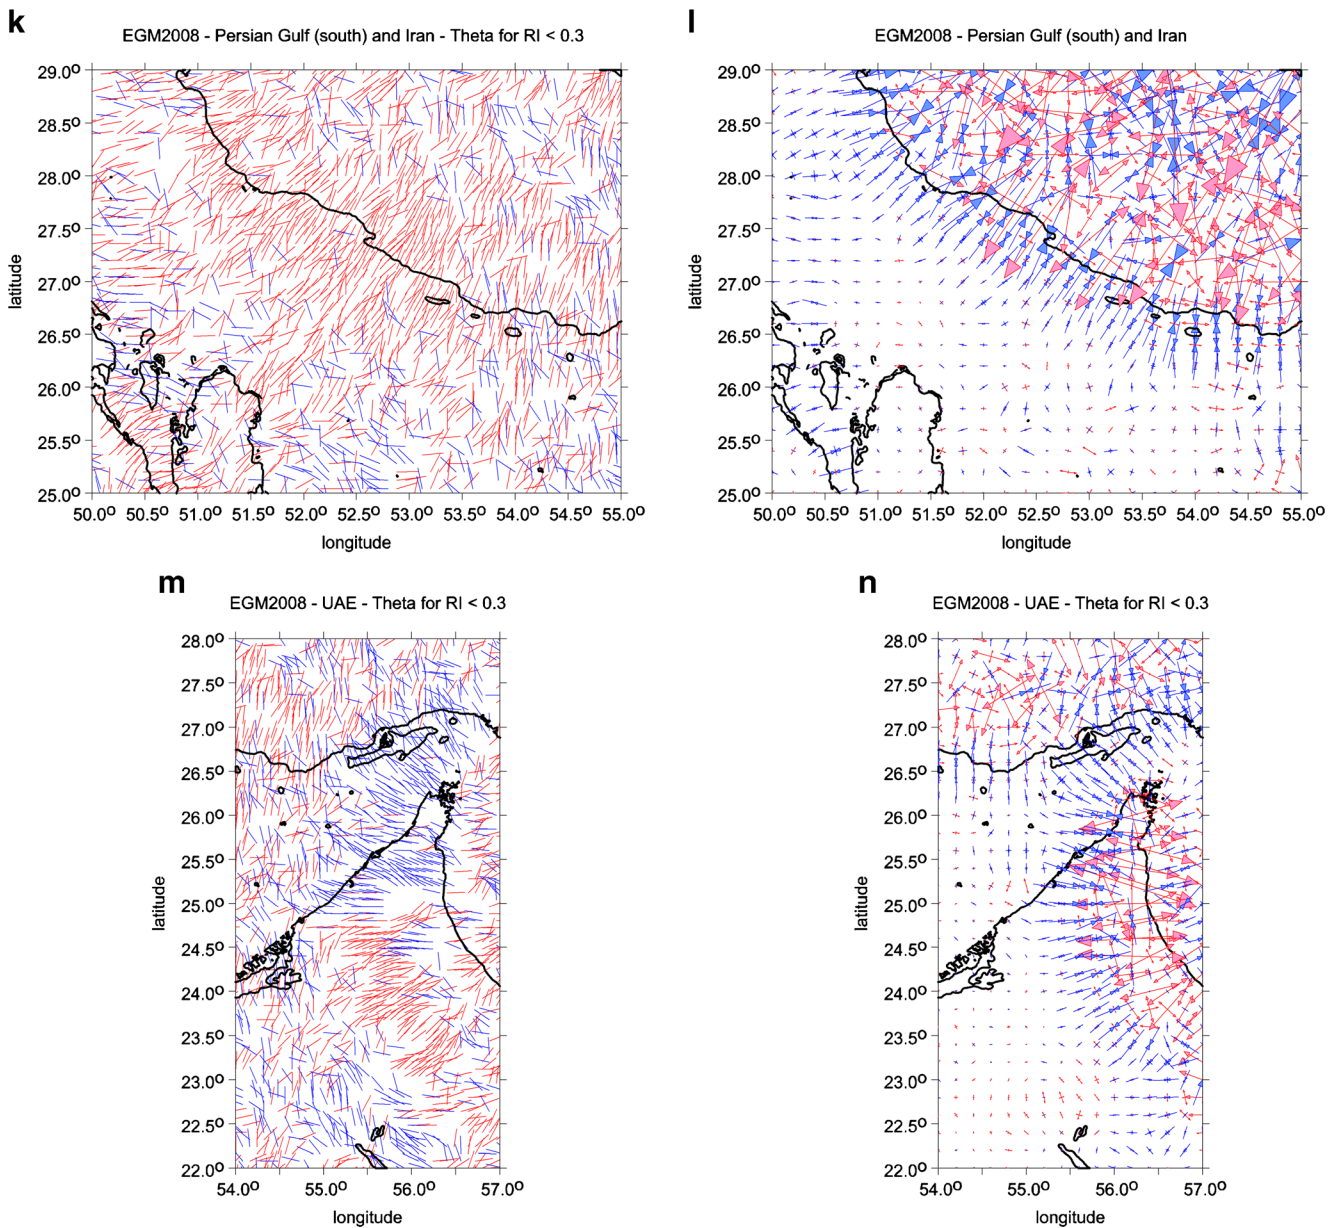 k
EGM2008 - Persian Gulf (south) and Iran - Theta for RI < 0.3
29.0o
28.5o
28.0o
27.5o
27.0o
26.5o
26.0o
25.5o
25.0o
latitude
50.0o 50.5o 51.0o 51.5o 52.0o 52.5o 53.0o 53.5o 54.0o 54.5o 55.0o
longitude
l
EGM2008 - Persian Gulf (south) and Iran
29.0o
28.5o
28.0o
27.5o
27.0o
26.5o
26.0o
25.5o
25.0o
latitude
50.0o 50.5o 51.0o 51.5o 52.0o 52.5o 53.0o 53.5o 54.0o 54.5o 55.0o
longitude
m
EGM2008 - UAE - Theta for RI < 0.3
28.0o
27.5o
27.0o
26.5o
26.0o
25.5o
25.0o
24.5o
24.0o
23.5o
23.0o
22.5o
22.0o
latitude
54.0o 55.0o 56.0o 57.0o
longitude
n
EGM2008 - UAE - Theta for RI < 0.3
28.0o
27.5o
27.0o
26.5o
26.0o
25.5o
25.0o
24.5o
24.0o
23.5o
23.0o
22.5o
22.0o
latitude
54.0o 55.0o 56.0o 57.0o
longitude